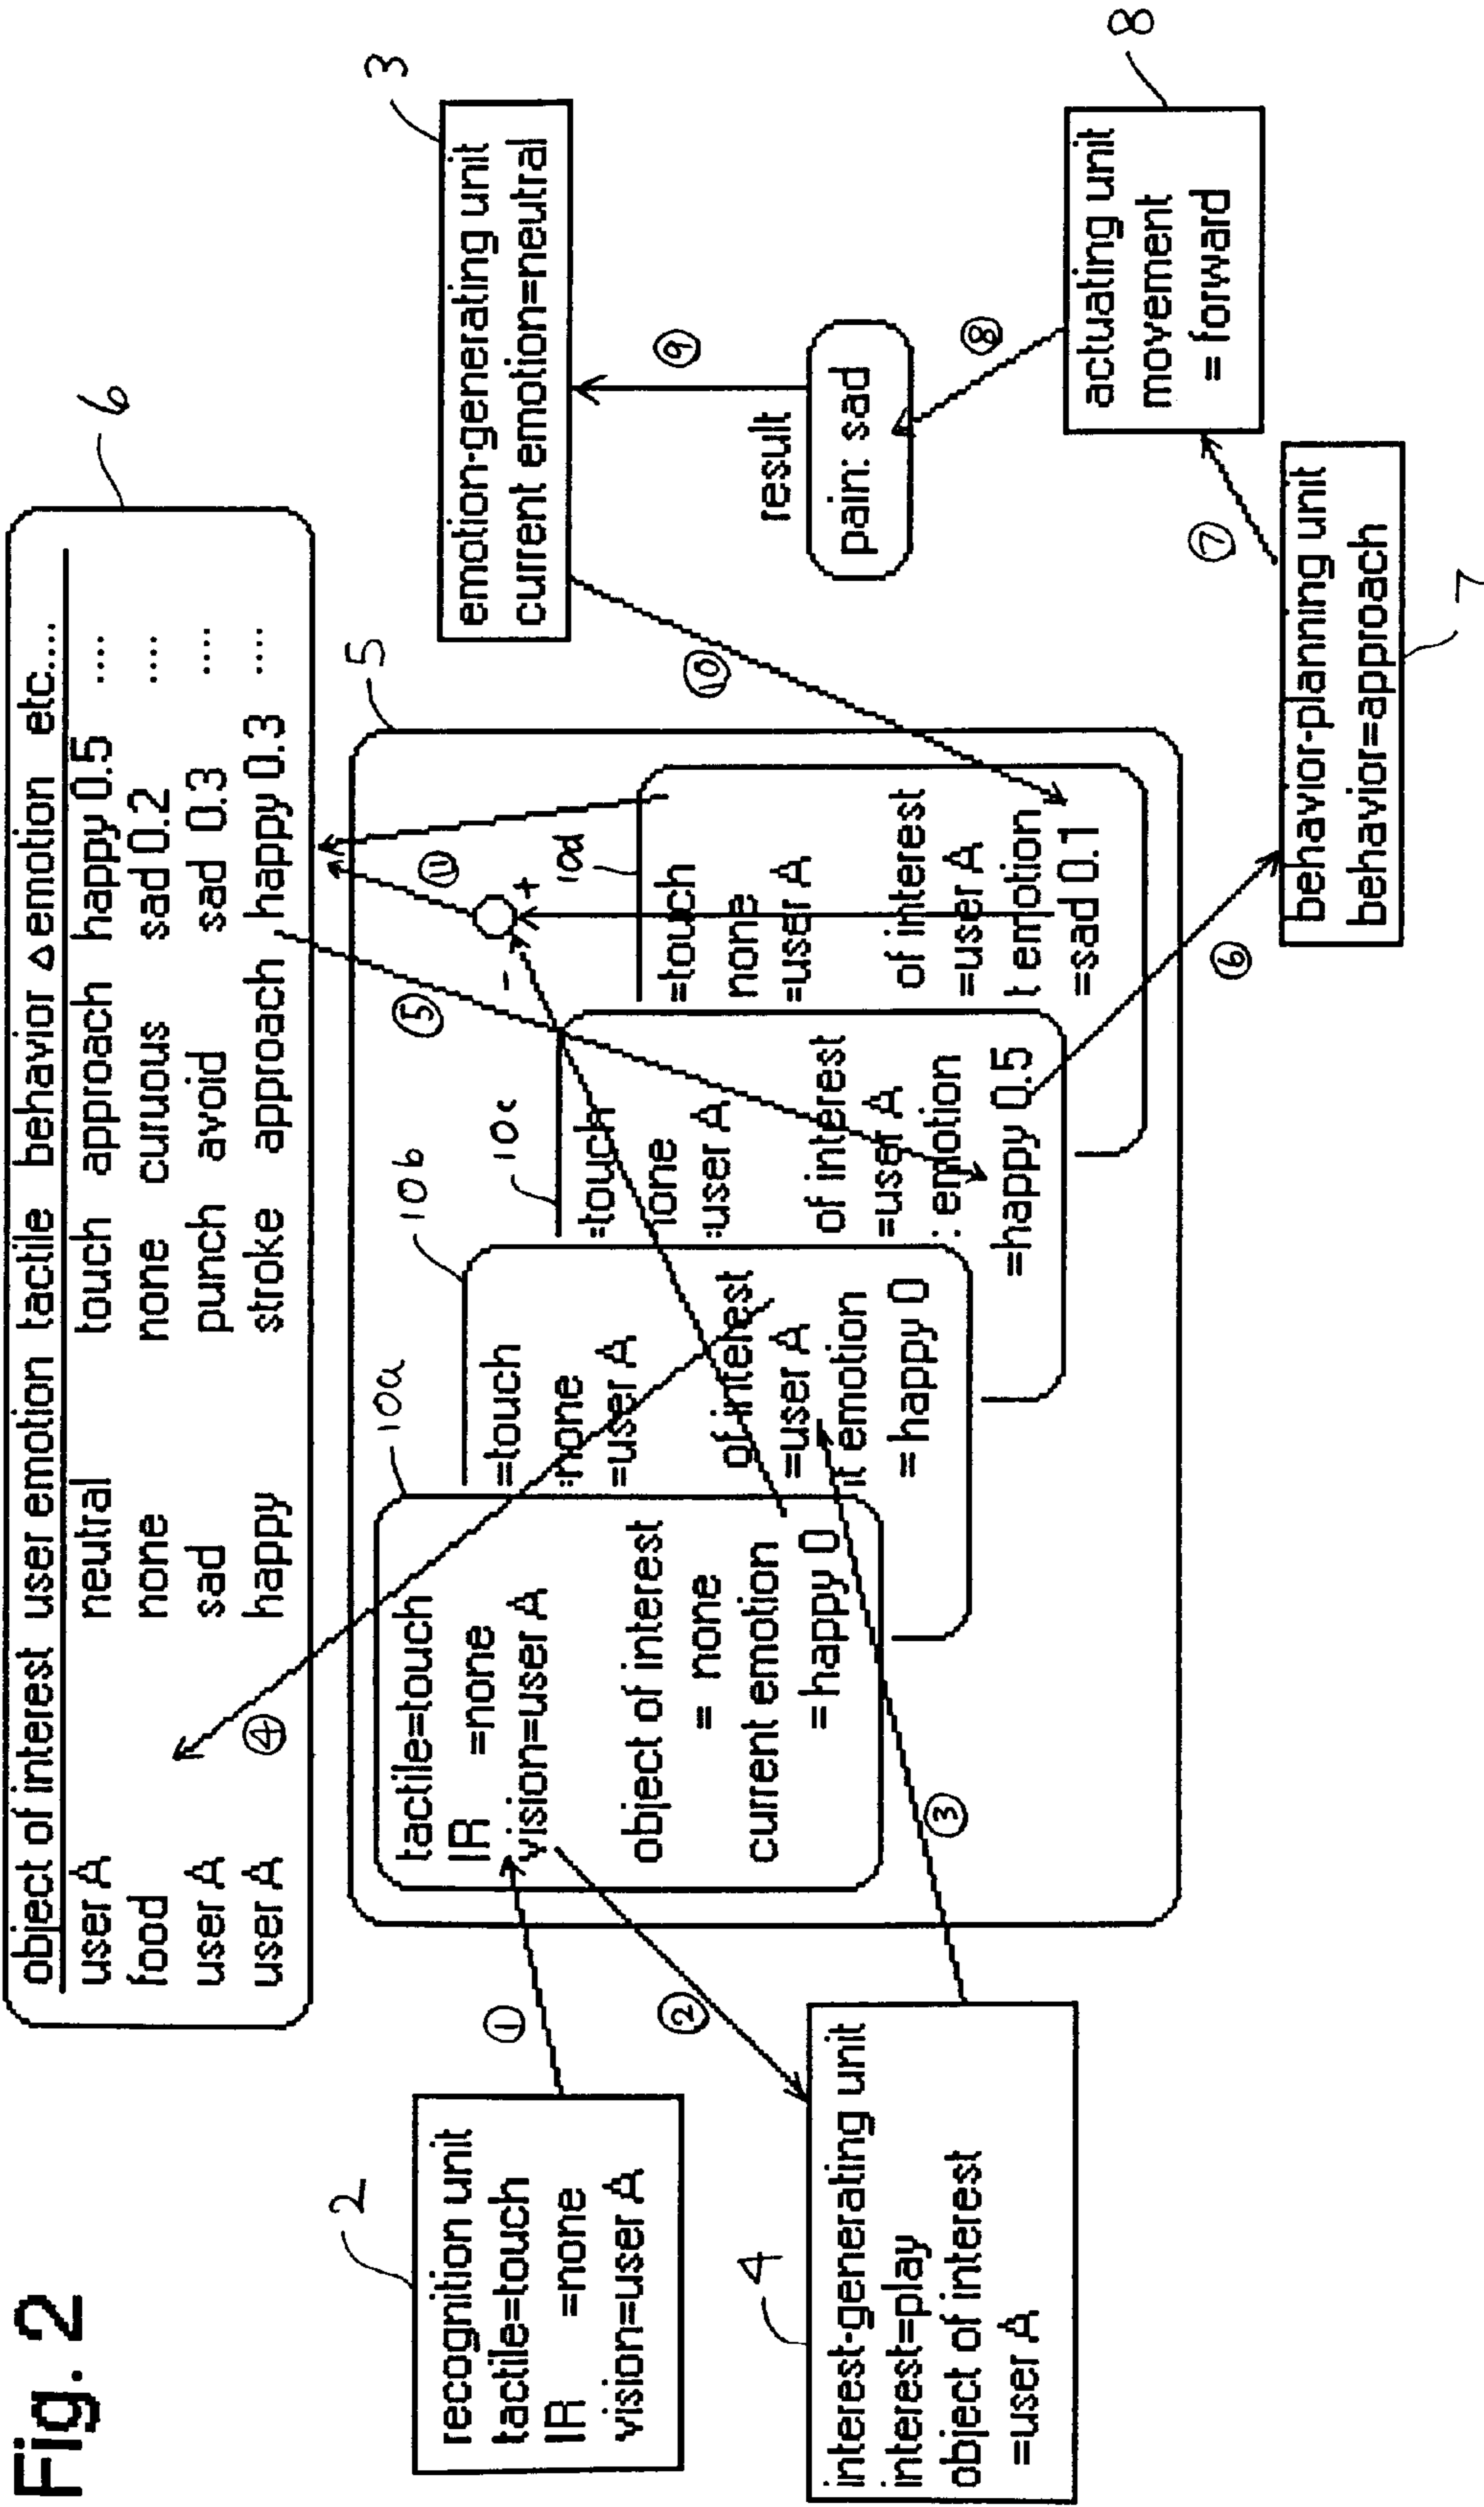 Fig. 2
6
object of interest user emotion tactile behavior △emotion etc...
user A neutral touch approach happy 0.5 ...
food none none curuous sad 0.2 ...
user A sad punch avoid sad 0.3 ...
user A happy stroke approach happy 0.3 ...
2
recognition unit
tactile=touch
IR =none
vision=user A
4
interest-generating unit
interest=play
object of interest
=user A
①
②
③
④
5
10a
tactile=touch
IR =none
vision=user A
object of interest
= none
current emotion
= happy 0
10b
=touch
:none
=user A
of interest
=user A
it emotion
= happy 0
10c
=touch
ione
:user A
of interest
=user A
: emotion
=happy 0.5
10d
=touch
none
=user A
of interest
=user A
t emotion
=sad 0.1
⑤
- +
⑪
⑥
⑩
3
emotion-generating unit
current emotion=neutral
⑨
result
pain: sad
⑧
behavior-planning unit
behavior=approach
7
⑦
actuating unit
movement
= forward
8